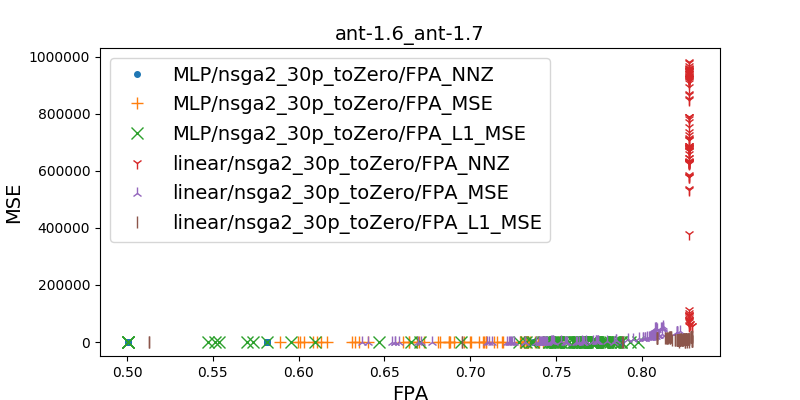 ant-1.6_ant-1.7
1000000
800000
600000
400000
200000
0
MSE
MLP/nsga2_30p_toZero/FPA_NNZ
MLP/nsga2_30p_toZero/FPA_MSE
MLP/nsga2_30p_toZero/FPA_L1_MSE
linear/nsga2_30p_toZero/FPA_NNZ
linear/nsga2_30p_toZero/FPA_MSE
linear/nsga2_30p_toZero/FPA_L1_MSE
0.50 0.55 0.60 0.65 0.70 0.75 0.80
FPA